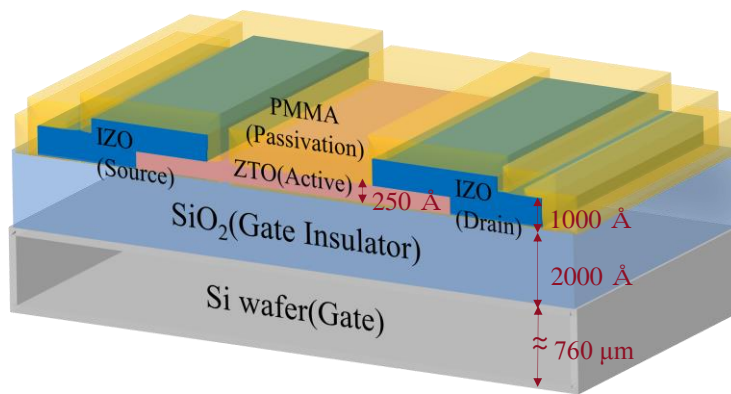 PMMA
(Passivation)
IZO
(Source)
ZTO(Active)
250 Å
IZO
(Drain)
1000 Å
SiO₂(Gate Insulator)
2000 Å
Si wafer(Gate)
≈ 760 μm